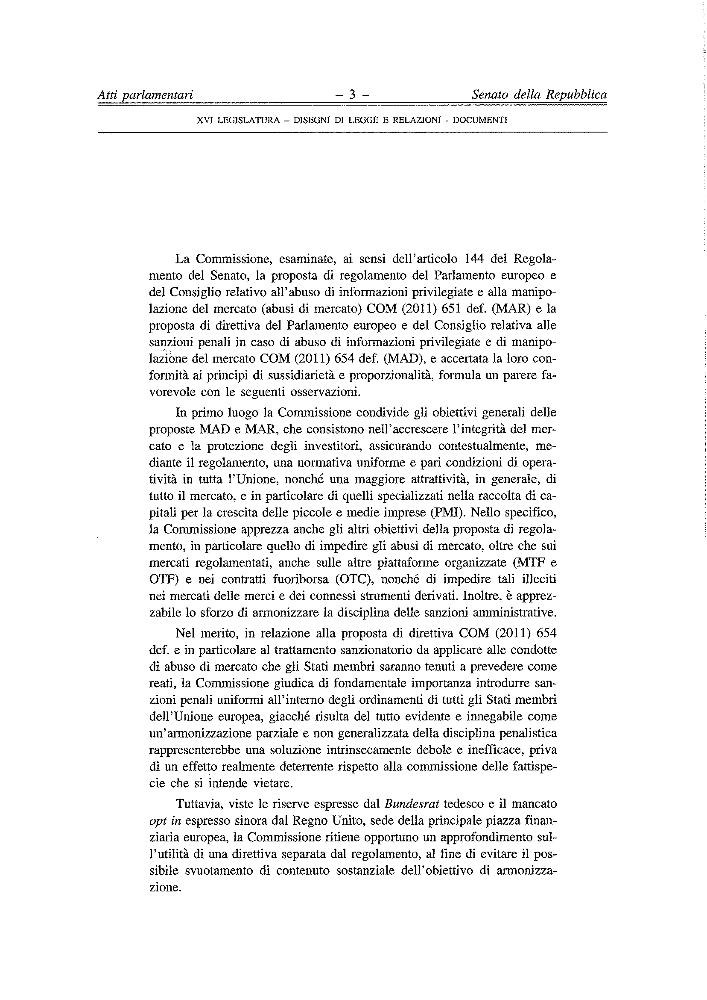 Atti parlamentari – 3 – Senato della Repubblica
XVI LEGISLATURA – DISEGNI DI LEGGE E RELAZIONI - DOCUMENTI
La Commissione, esaminate, ai sensi dell'articolo 144 del Regola-
mento del Senato, la proposta di regolamento del Parlamento europeo e
del Consiglio relativo all'abuso di informazioni privilegiate e alla manipo-
lazione del mercato (abusi di mercato) COM (2011) 651 def. (MAR) e la
proposta di direttiva del Parlamento europeo e del Consiglio relativa alle
sanzioni penali in caso di abuso di informazioni privilegiate e di manipo-
lazione del mercato COM (2011) 654 def. (MAD), e accertata la loro con-
formità ai principi di sussidiarietà e proporzionalità, formula un parere fa-
vorevole con le seguenti osservazioni.
In primo luogo la Commissione condivide gli obiettivi generali delle
proposte MAD e MAR, che consistono nell'accrescere l'integrità del mer-
cato e la protezione degli investitori, assicurando contestualmente, me-
diante il regolamento, una normativa uniforme e pari condizioni di opera-
tività in tutta l'Unione, nonché una maggiore attrattività, in generale, di
tutto il mercato, e in particolare di quelli specializzati nella raccolta di ca-
pitali per la crescita delle piccole e medie imprese (PMI). Nello specifico,
la Commissione apprezza anche gli altri obiettivi della proposta di regola-
mento, in particolare quello di impedire gli abusi di mercato, oltre che sui
mercati regolamentati, anche sulle altre piattaforme organizzate (MTF e
OTF) e nei contratti fuoriborsa (OTC), nonché di impedire tali illeciti
nei mercati delle merci e dei connessi strumenti derivati. Inoltre, è apprez-
zabile lo sforzo di armonizzare la disciplina delle sanzioni amministrative.
Nel merito, in relazione alla proposta di direttiva COM (2011) 654
def. e in particolare al trattamento sanzionatorio da applicare alle condotte
di abuso di mercato che gli Stati membri saranno tenuti a prevedere come
reati, la Commissione giudica di fondamentale importanza introdurre san-
zioni penali uniformi all'interno degli ordinamenti di tutti gli Stati membri
dell'Unione europea, giacché risulta del tutto evidente e innegabile come
un'armonizzazione parziale e non generalizzata della disciplina penalistica
rappresenterebbe una soluzione intrinsecamente debole e inefficace, priva
di un effetto realmente deterrente rispetto alla commissione delle fattispe-
cie che si intende vietare.
Tuttavia, viste le riserve espresse dal Bundesrat tedesco e il mancato
opt in espresso sinora dal Regno Unito, sede della principale piazza finan-
ziaria europea, la Commissione ritiene opportuno un approfondimento sul-
l'utilità di una direttiva separata dal regolamento, al fine di evitare il pos-
sibile svuotamento di contenuto sostanziale dell'obiettivo di armonizza-
zione.